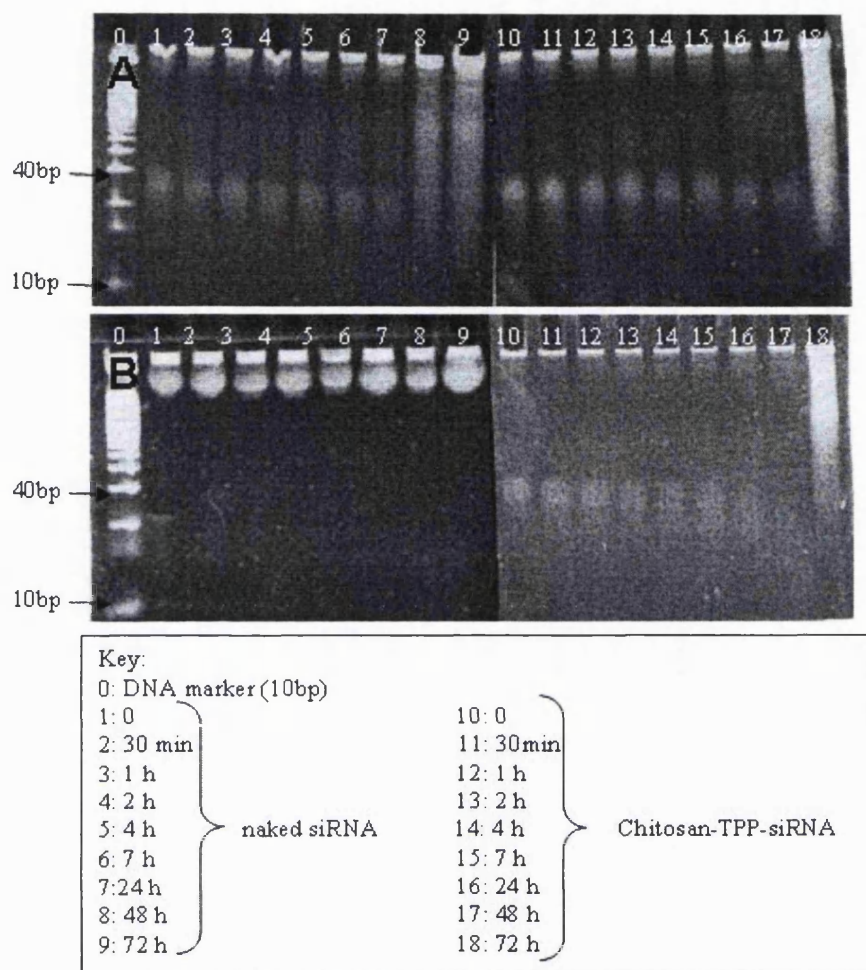 0 1 2 3 4 5 6 7 8 9 10 11 12 13 14 15 16 17 18
A
40bp
10bp
0 1 2 3 4 5 6 7 8 9 10 11 12 13 14 15 16 17 18
B
40bp
10bp
Key:
0: DNA marker (10bp)
1: 0 10: 0
2: 30 min 11: 30min
3: 1 h 12: 1 h
4: 2 h 13: 2 h
5: 4 h naked siRNA 14: 4 h Chitosan-TPP-siRNA
6: 7 h 15: 7 h
7:24 h 16: 24 h
8: 48 h 17: 48 h
9: 72 h 18: 72 h